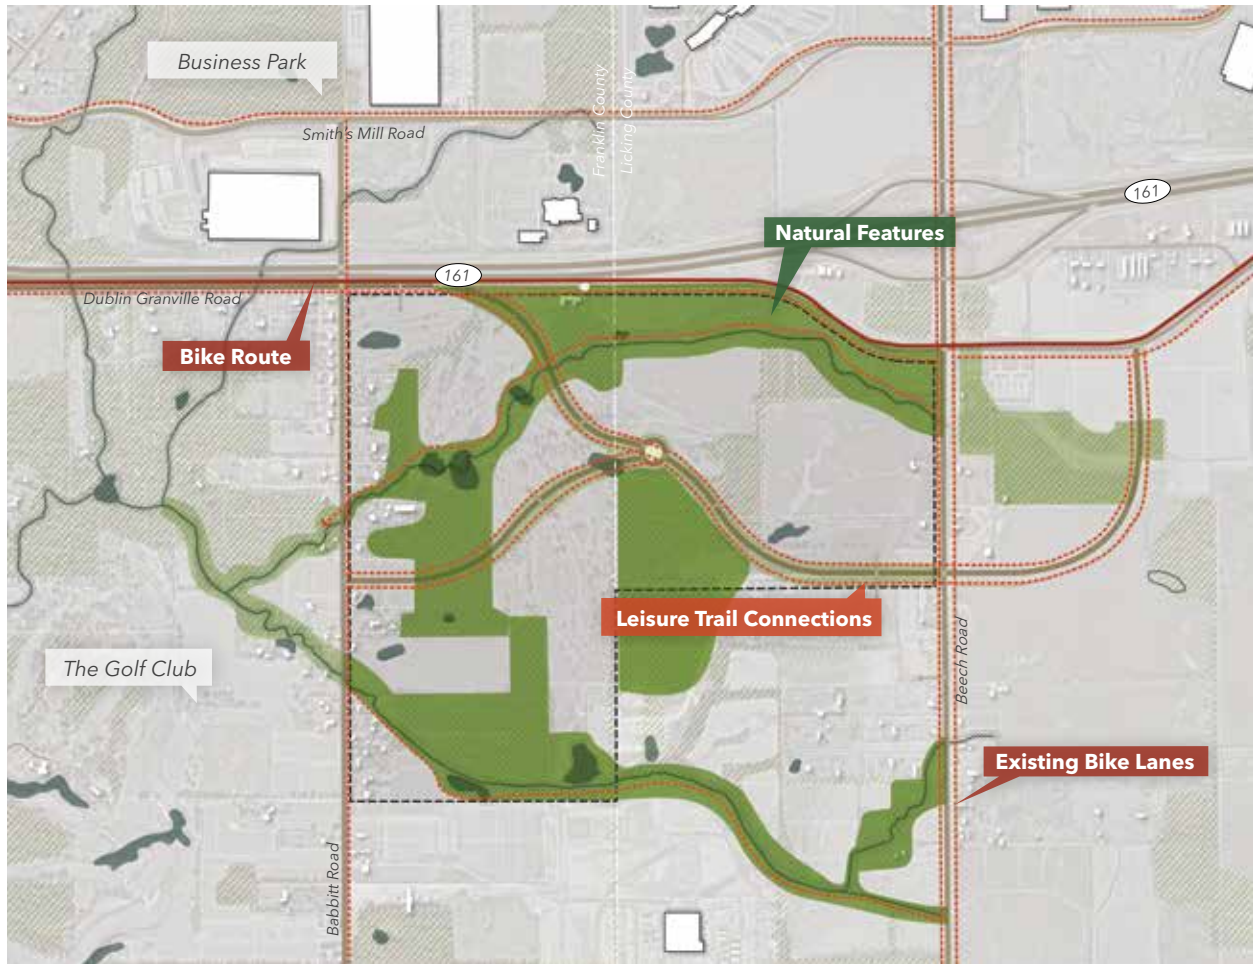 Business Park
Smith's Mill Road
Franklin County
Licking County
161
Natural Features
161
Dublin Granville Road
Bike Route
Leisure Trail Connections
The Golf Club
Beech Road
Existing Bike Lanes
Babbitt Road